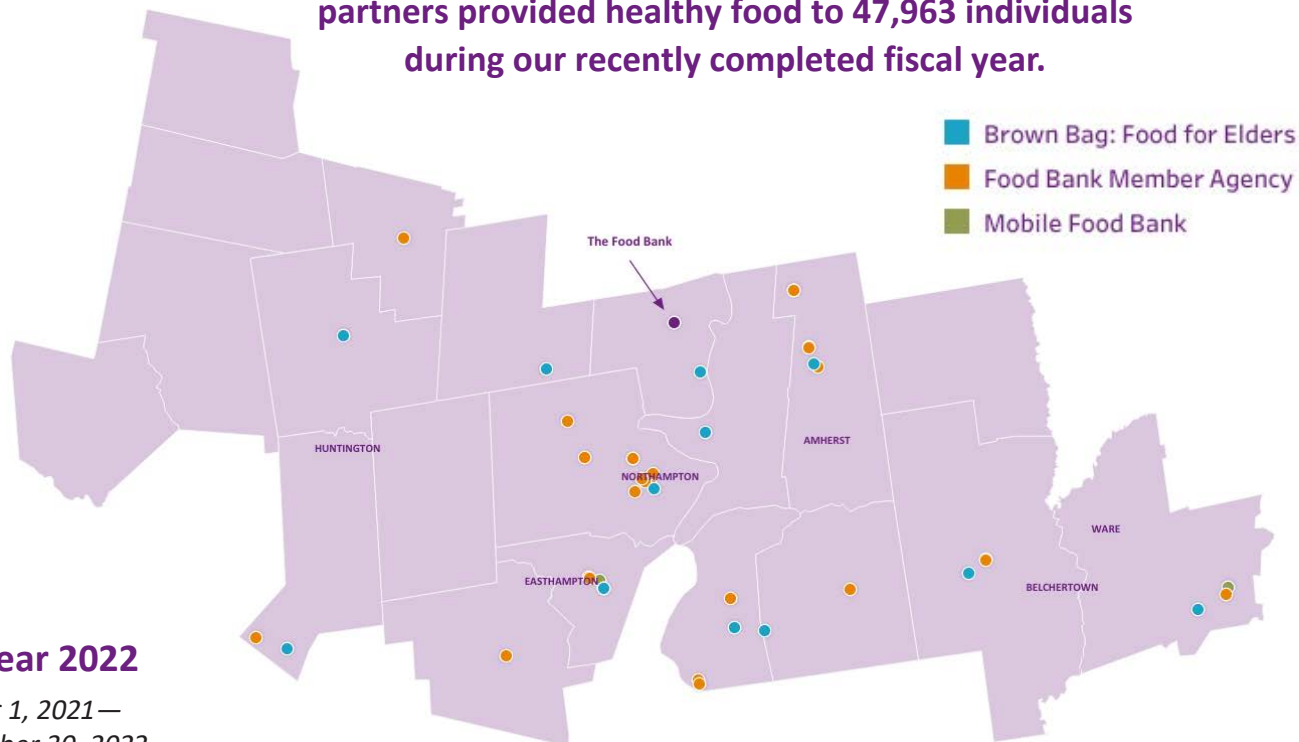 partners provided healthy food to 47,963 individuals
during our recently completed fiscal year.
Brown Bag: Food for Elders
Food Bank Member Agency
Mobile Food Bank
The Food Bank
HUNTINGTON
AMHERST
NORTHAMPTON
WARE
EASTHAMPTON
BELCHERTOWN
ear 2022
1, 2021—